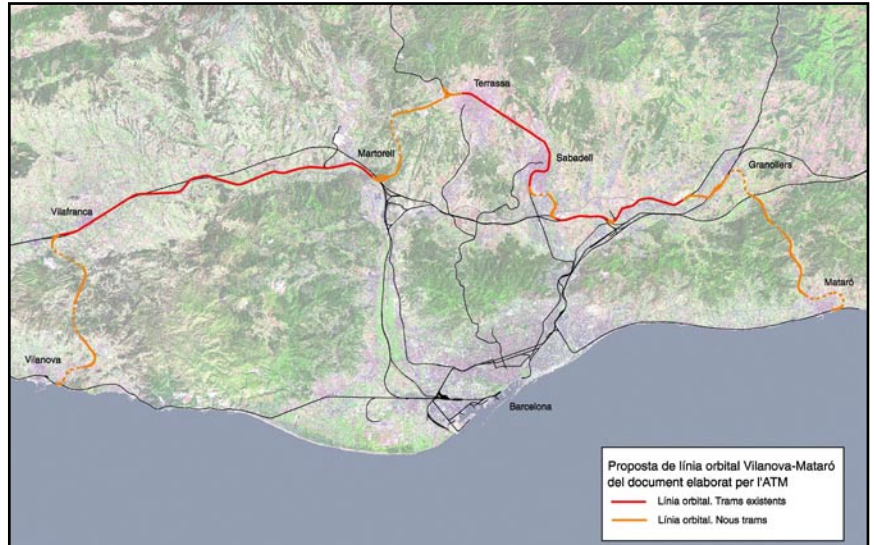 Terrassa
Martorell
Sabadell
Granollers
Vilafranca
Mataró
Vilanova
Barcelona
Proposta de línia orbital Vilanova-Mataró
del document elaborat per l'ATM
Línia orbital. Trams existents
Línia orbital. Nous trams